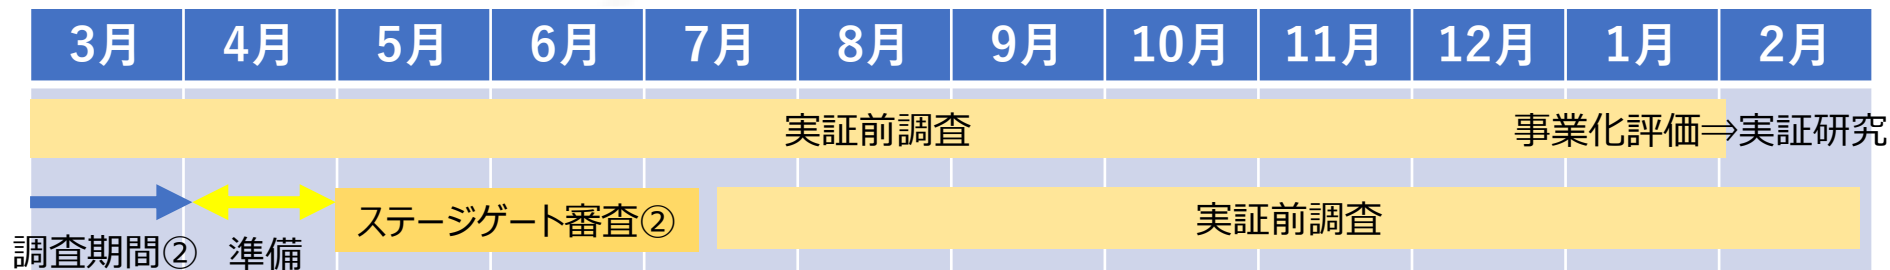 3月 4月 5月 6月 7月 8月 9月 10月 11月 12月 1月 2月
実証前調査 事業化評価⇒実証研究
ステージゲート審査② 実証前調査
調査期間② 準備